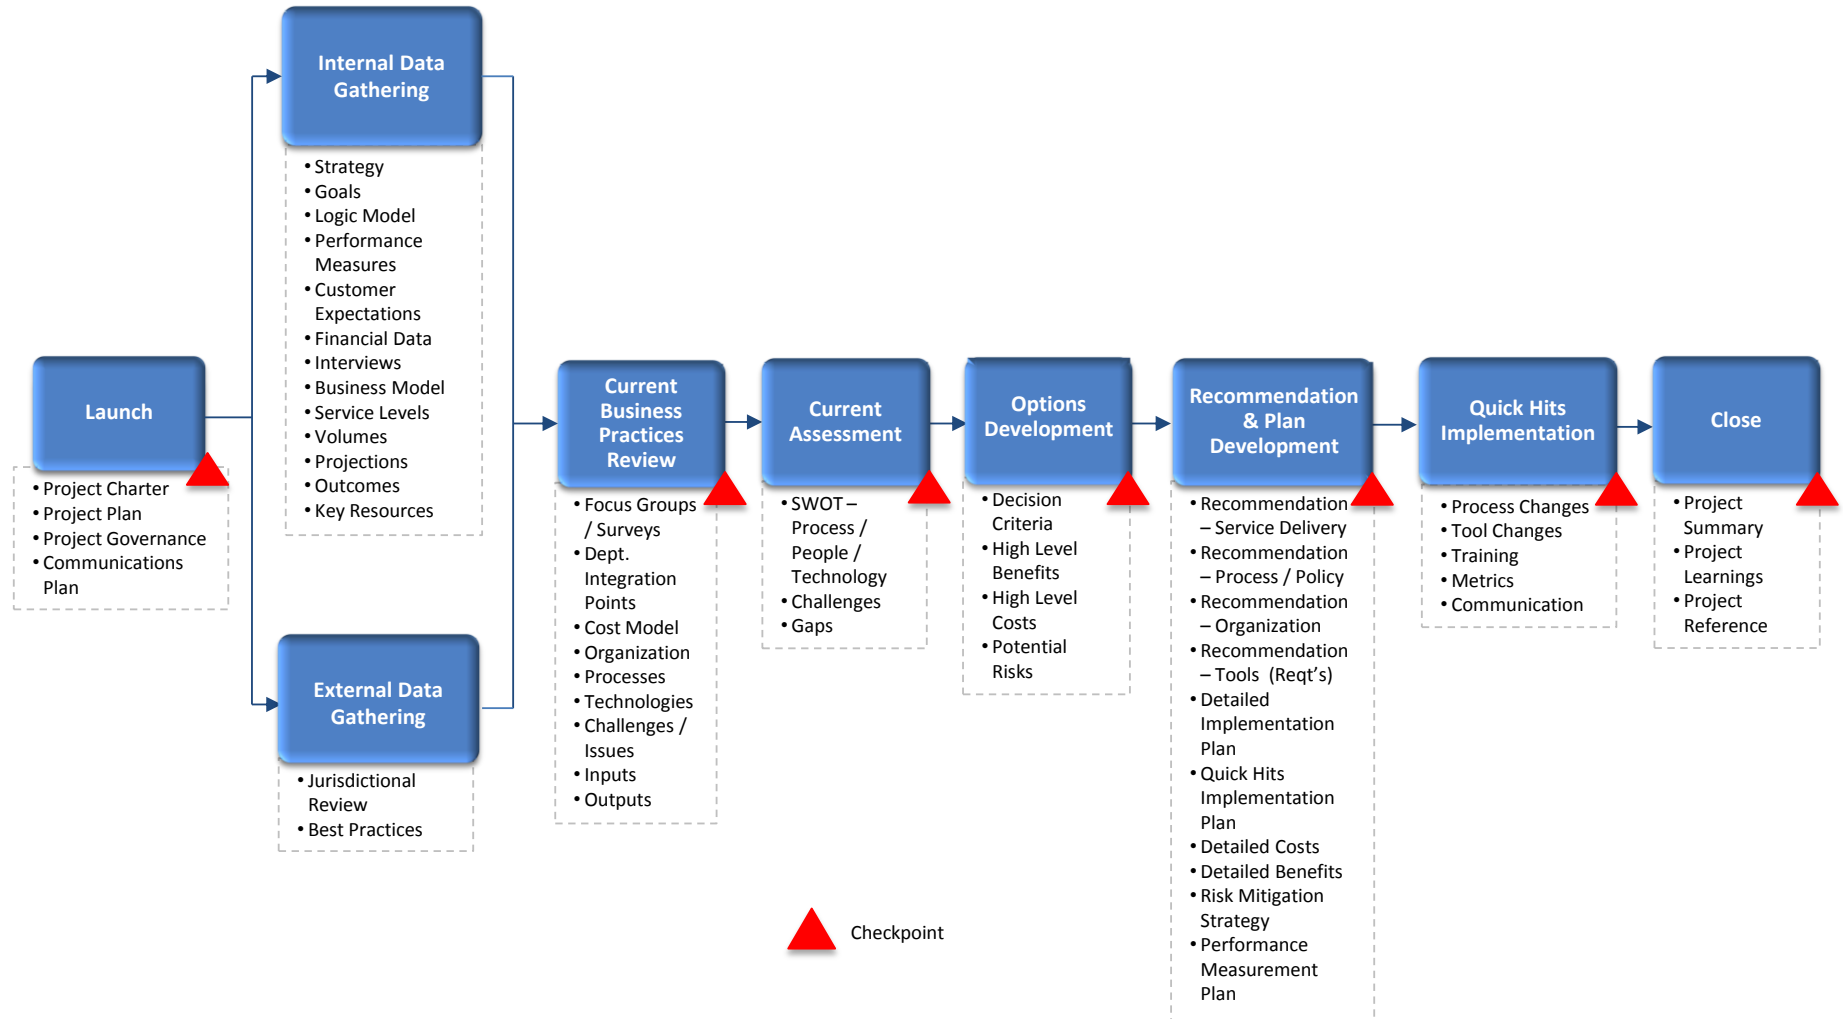 Internal Data
Gathering
• Strategy
• Goals
• Logic Model
• Performance
Measures
• Customer
Expectations
• Financial Data
• Interviews
• Business Model
• Service Levels
• Volumes
• Projections
• Outcomes
• Key Resources
Launch
• Project Charter
• Project Plan
• Project Governance
• Communications
Plan
External Data
Gathering
• Jurisdictional
Review
• Best Practices
Current
Business
Practices
Review
• Focus Groups
/ Surveys
• Dept.
Integration
Points
• Cost Model
• Organization
• Processes
• Technologies
• Challenges /
Issues
• Inputs
• Outputs
Current
Assessment
• SWOT –
Process /
People /
Technology
• Challenges
• Gaps
Options
Development
• Decision
Criteria
• High Level
Benefits
• High Level
Costs
• Potential
Risks
Recommendation
& Plan
Development
• Recommendation
– Service Delivery
• Recommendation
– Process / Policy
• Recommendation
– Organization
• Recommendation
– Tools (Reqt's)
• Detailed
Implementation
Plan
• Quick Hits
Implementation
Plan
• Detailed Costs
• Detailed Benefits
• Risk Mitigation
Strategy
• Performance
Measurement
Plan
Quick Hits
Implementation
• Process Changes
• Tool Changes
• Training
• Metrics
• Communication
Close
• Project
Summary
• Project
Learnings
• Project
Reference
Checkpoint